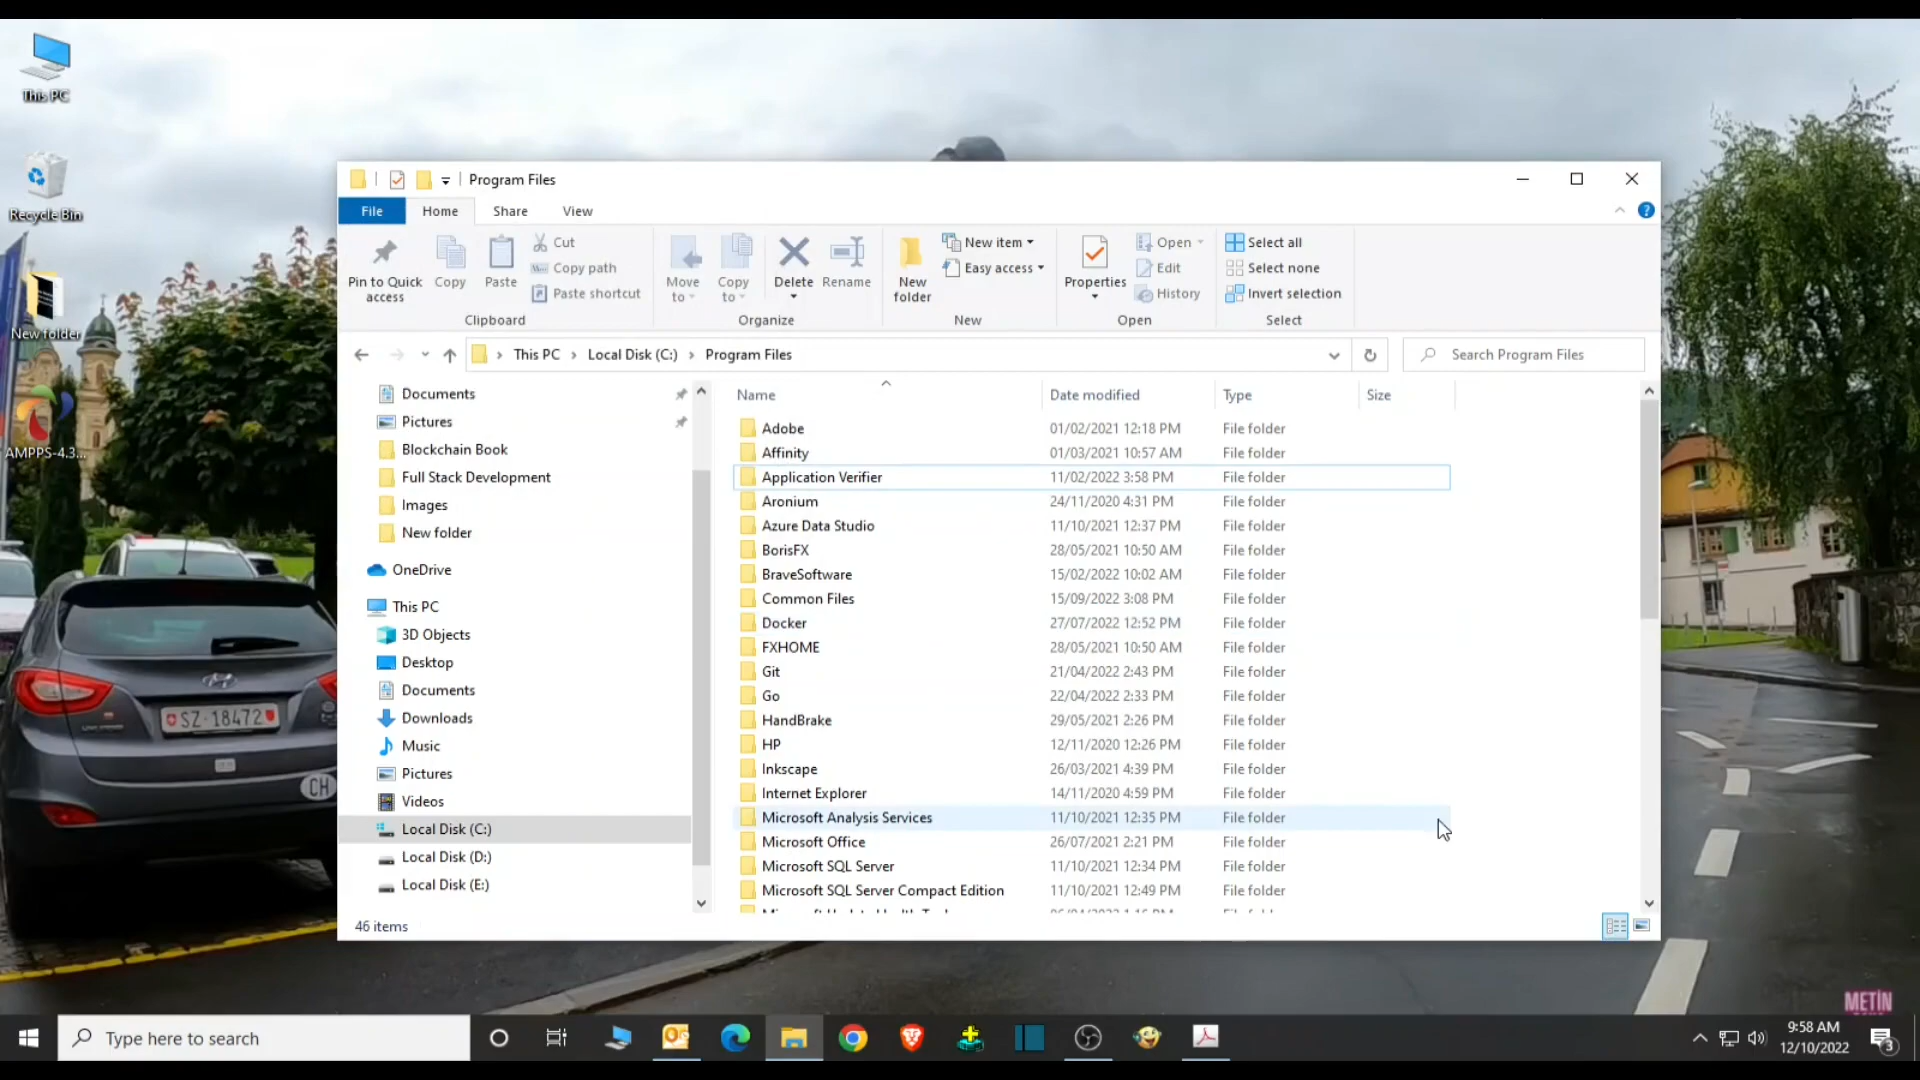 This PC
Recycle Bin
New folder
AMPPS-4.3...
Program Files
File
Home
Share
View
Pin to Quick access
Copy
Paste
Cut
Copy path
Paste shortcut
Clipboard
Move to
Copy to
Delete
Rename
Organize
New folder
New item
Easy access
New
Properties
Open
Edit
History
Open
Select all
Select none
Invert selection
Select
This PC > Local Disk (C:) > Program Files
Search Program Files
Documents
Pictures
Blockchain Book
Full Stack Development
Images
New folder
OneDrive
This PC
3D Objects
Desktop
Documents
Downloads
Music
Pictures
Videos
Local Disk (C:)
Local Disk (D:)
Local Disk (E:)
Name Date modified Type Size
Adobe 01/02/2021 12:18 PM File folder
Affinity 01/03/2021 10:57 AM File folder
Application Verifier 11/02/2022 3:58 PM File folder
Aronium 24/11/2020 4:31 PM File folder
Azure Data Studio 11/10/2021 12:37 PM File folder
BorisFX 28/05/2021 10:50 AM File folder
BraveSoftware 15/02/2022 10:02 AM File folder
Common Files 15/09/2022 3:08 PM File folder
Docker 27/07/2022 12:52 PM File folder
FXHOME 28/05/2021 10:50 AM File folder
Git 21/04/2022 2:43 PM File folder
Go 22/04/2022 2:33 PM File folder
HandBrake 29/05/2021 2:26 PM File folder
HP 12/11/2020 12:26 PM File folder
Inkscape 26/03/2021 4:39 PM File folder
Internet Explorer 14/11/2020 4:59 PM File folder
Microsoft Analysis Services 11/10/2021 12:35 PM File folder
Microsoft Office 26/07/2021 2:21 PM File folder
Microsoft SQL Server 11/10/2021 12:34 PM File folder
Microsoft SQL Server Compact Edition 11/10/2021 12:49 PM File folder
46 items
SZ·18472
CH
METİN
Type here to search
9:58 AM
12/10/2022
3